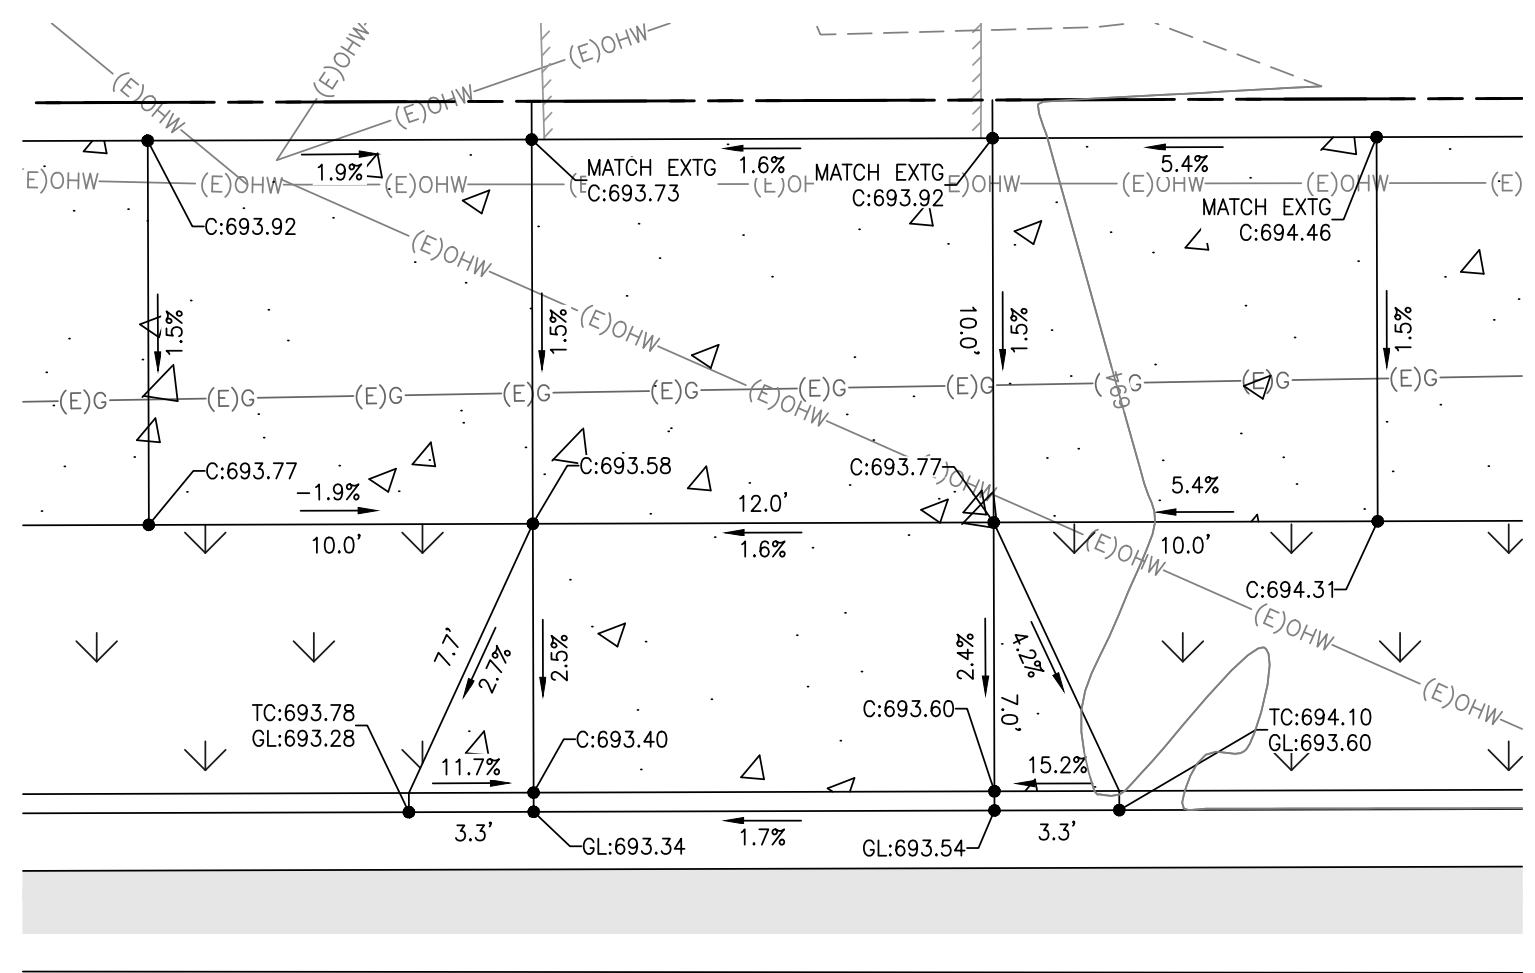 (E)OHW
(E)OHW
(E)OHW
(E)OHW
1.9%
MATCH EXTG
C:693.73
1.6%
MATCH EXTG
C:693.92
5.4%
E)OHW
(E)OHW
(E)OHW
(E
(E)OH
E)OHW
(E)OHW
(E)OHW
(E)
MATCH EXTG
C:694.46
C:693.92
(E)OHW
1.5%
1.5%
(E)OHW
10.0'
1.5%
1.5%
(E)G
(E)G
(E)G
(E)G
(E)G
(E)OHW
(E)G
(E)G
(E)G
694
(E)G
(E)G
C:693.77
C:693.58
C:693.77
)OHW
-1.9%
12.0'
5.4%
10.0'
1.6%
(E)OHW
10.0'
C:694.31
(E)OHW
7.7'
2.7%
2.5%
2.4%
4.2%
(E)OHW
TC:693.78
GL:693.28
C:693.60
7.0'
TC:694.10
GL:693.60
C:693.40
11.7%
15.2%
3.3'
GL:693.34
1.7%
GL:693.54
3.3'